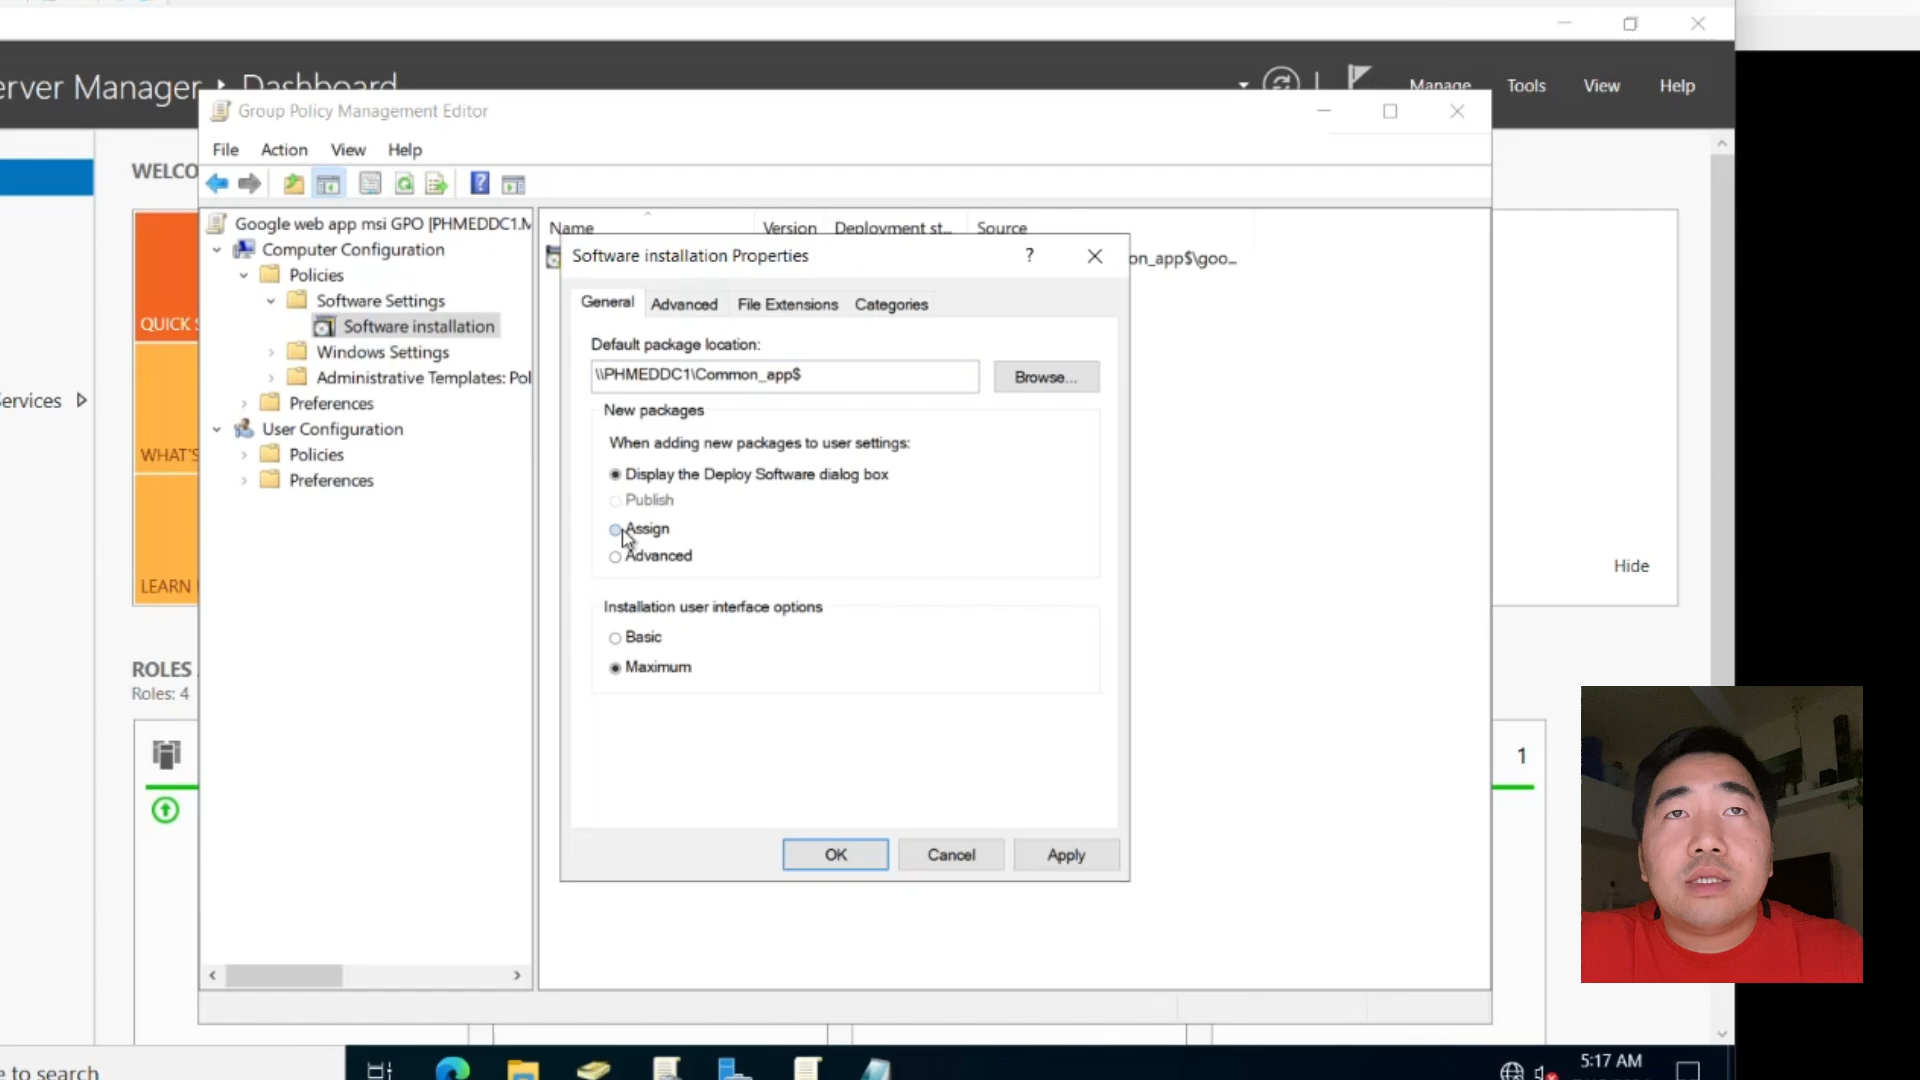 erver Manager
Dashboard
Manage
Tools
View
Help
Group Policy Management Editor
File
Action
View
Help
WELCO
QUICK S
WHAT'S
LEARN
ervices
ROLES
Roles: 4
Google web app msi GPO [PHMEDDC1.M
Computer Configuration
Policies
Software Settings
Software installation
Windows Settings
Administrative Templates: Pol
Preferences
User Configuration
Policies
Preferences
Name
Version
Deployment st...
Source
on_app$\goo...
Software installation Properties
?
General
Advanced
File Extensions
Categories
Default package location:
\\PHMEDDC1\Common_app$
Browse...
New packages
When adding new packages to user settings:
Display the Deploy Software dialog box
Publish
Assign
Advanced
Installation user interface options
Basic
Maximum
OK
Cancel
Apply
Hide
1
e to search
5:17 AM